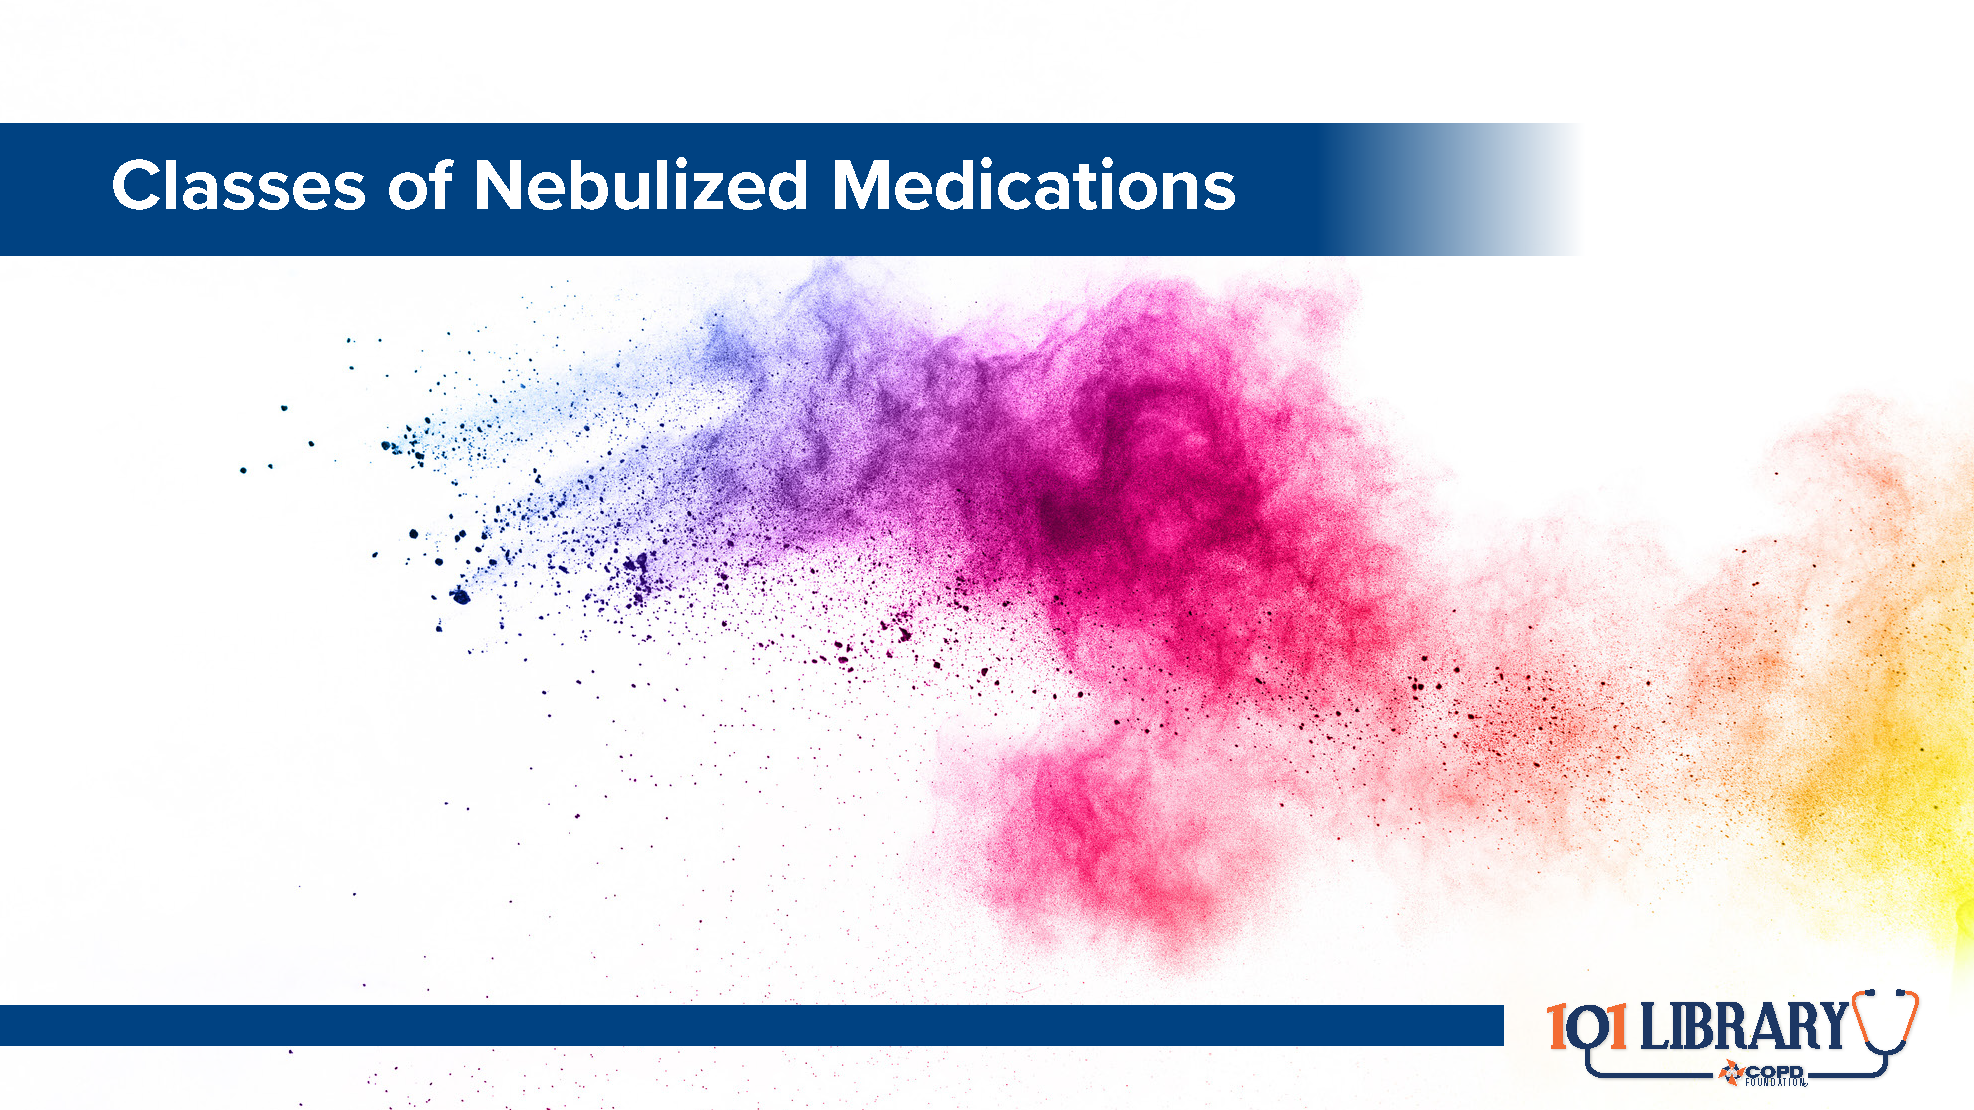 Classes of Nebulized Medications
101 LIBRARY
COPD
FOUNDATION